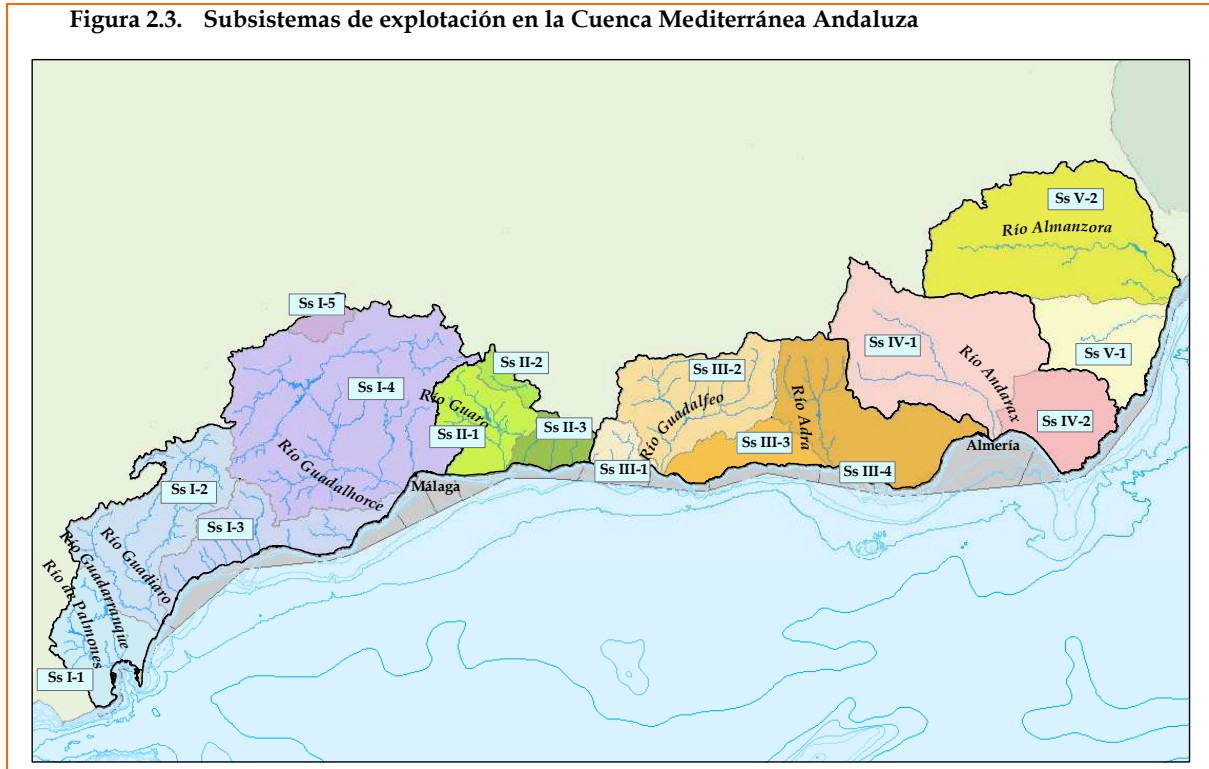 Figura 2.3. Subsistemas de explotación en la Cuenca Mediterránea Andaluza
Ss V-2
Río Almanzora
Ss I-5
Ss IV-1
Ss V-1
Ss II-2
Ss III-2
Río Andarax
Ss I-4
Río Guaro
Río Guadalfeo
Río Adra
Ss II-3
Ss IV-2
Ss II-1
Ss III-3
Almería
Río Guadalhorce
Ss III-1
Ss III-4
Málaga
Ss I-2
Ss I-3
Río Guadiaro
Río Guadarranque
Río de Palmones
Ss I-1